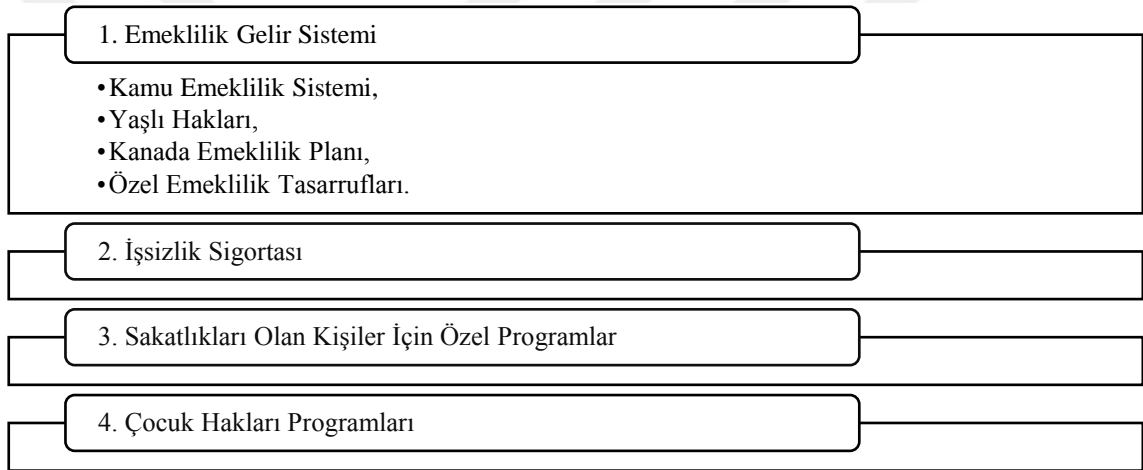 1. Emeklilik Gelir Sistemi
•Kamu Emeklilik Sistemi,
•Yaşlı Hakları,
•Kanada Emeklilik Planı,
•Özel Emeklilik Tasarrufları.
2. İşsizlik Sigortası
3. Sakatlıkları Olan Kişiler İçin Özel Programlar
4. Çocuk Hakları Programları